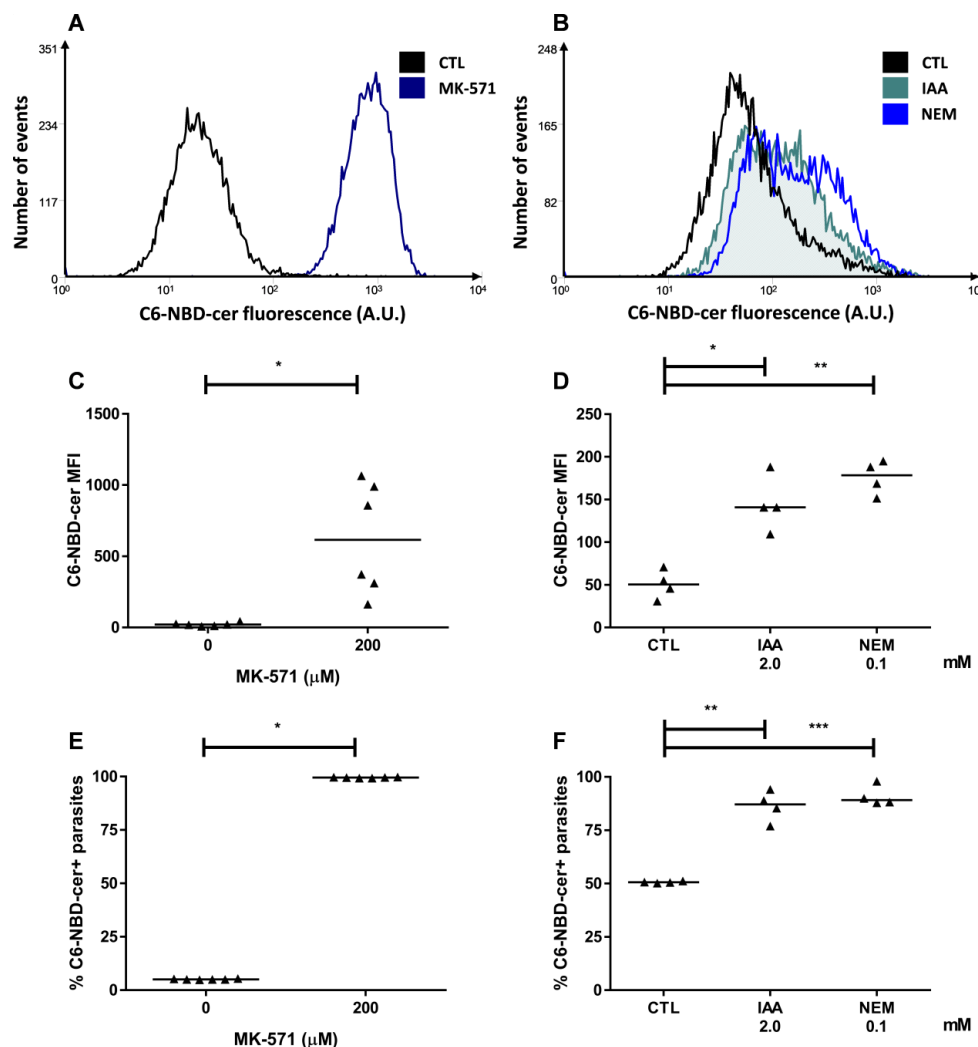 A
351
234
117
0
10⁰
10¹
10²
10³
10⁴
Number of events
C6-NBD-cer fluorescence (A.U.)
CTL
MK-571
B
248
165
82
0
10⁰
10¹
10²
10³
10
Number of events
C6-NBD-cer fluorescence (A.U.)
CTL
IAA
NEM
C
*
1500
1000
500
0
C6-NBD-cer MFI
0
200
MK-571 (μM)
D
*
**
250
200
150
100
50
0
C6-NBD-cer MFI
CTL
IAA
NEM
2.0
0.1
mM
E
*
100
75
50
25
0
% C6-NBD-cer+ parasites
0
200
MK-571 (μM)
F
**
***
100
75
50
25
0
% C6-NBD-cer+ parasites
CTL
IAA
NEM
2.0
0.1
mM